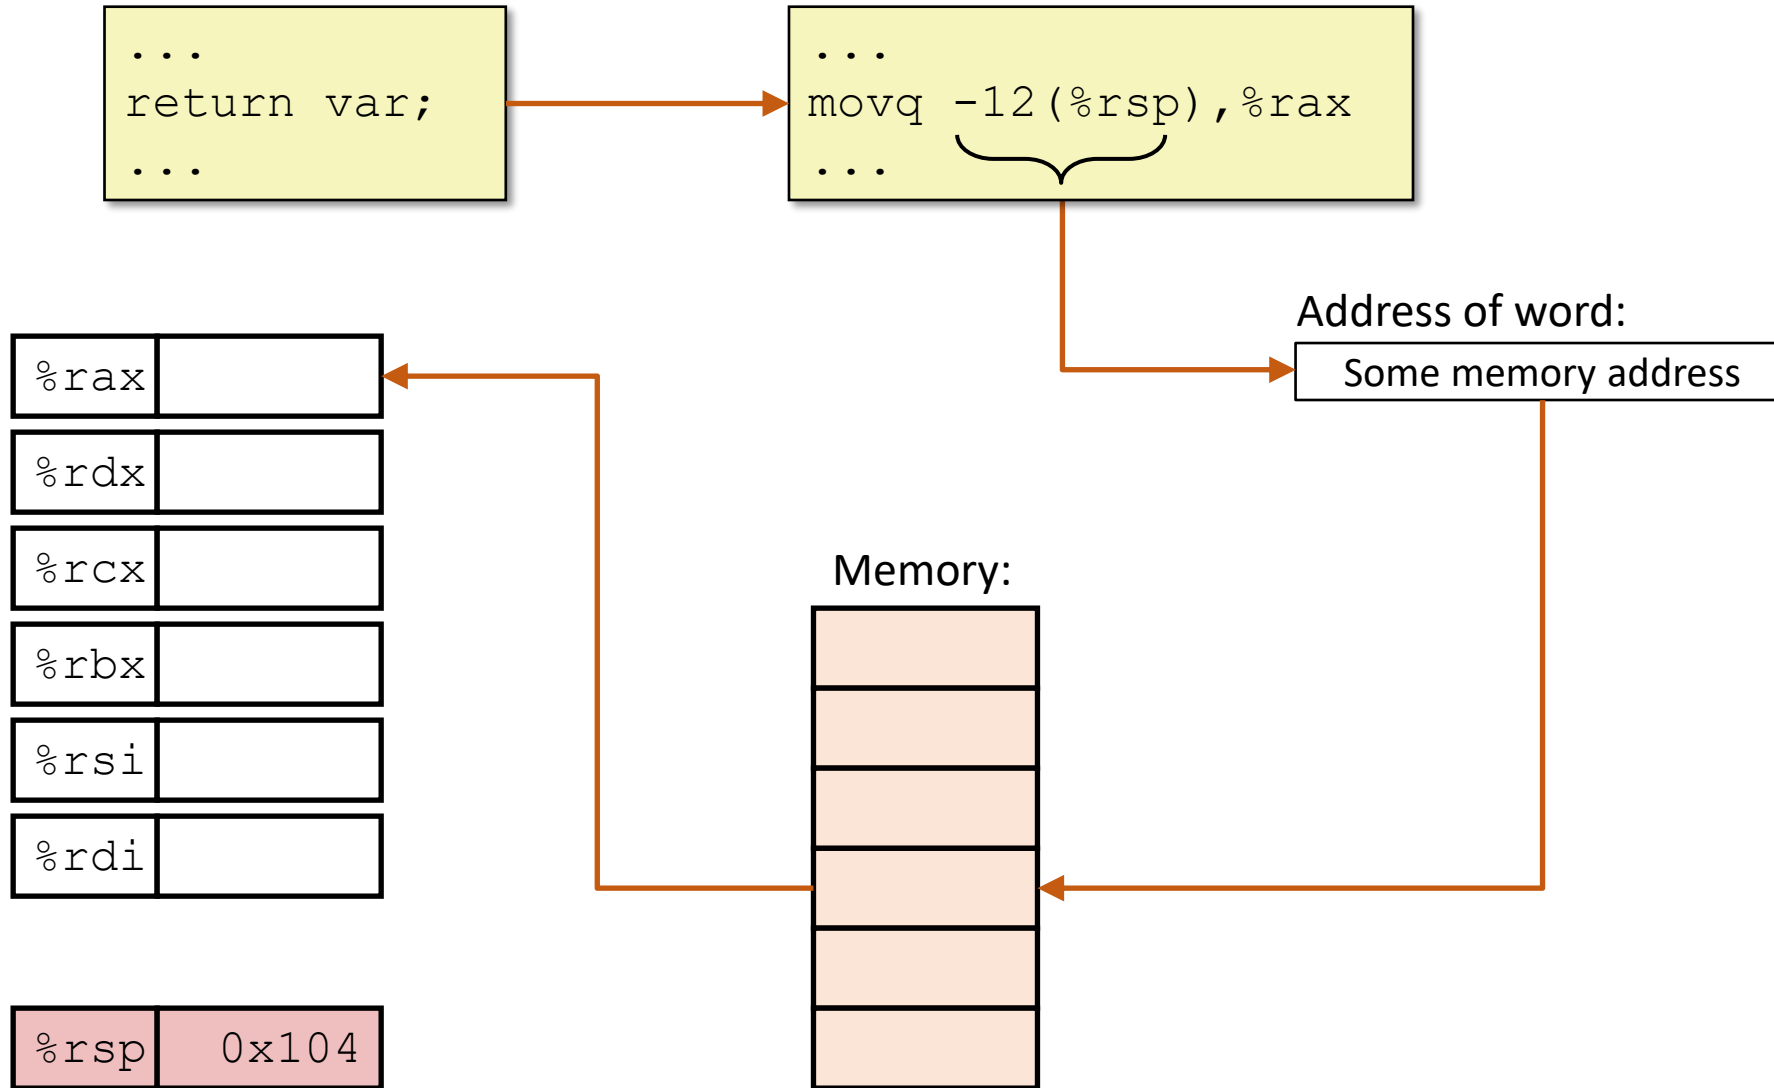 ...
return var;
...
...
movq -12(%rsp),%rax
...
Address of word:
Some memory address
%rax
%rdx
%rcx
%rbx
%rsi
%rdi
%rsp 0x104
Memory: